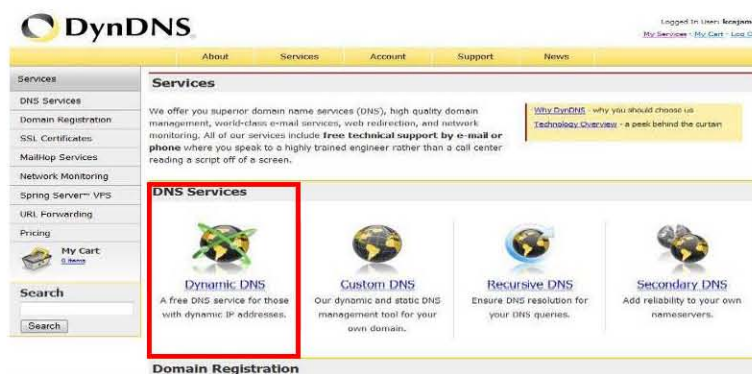 DynDNS
Logged In User: kcajam
My Services - My Cart - Log O
About Services Account Support News
Services
DNS Services
Domain Registration
SSL Certificates
MailHop Services
Network Monitoring
Spring Server℠ VPS
URL Forwarding
Pricing
My Cart
0 items
Search
Search
Services
We offer you superior domain name services (DNS), high quality domain
management, world-class e-mail services, web redirection, and network
monitoring. All of our services include free technical support by e-mail or
phone where you speak to a highly trained engineer rather than a call center
reading a script off of a screen.
Why DynDNS - why you should choose us
Technology Overview - a peek behind the curtain
DNS Services
Dynamic DNS
A free DNS service for those
with dynamic IP addresses.
Custom DNS
Our dynamic and static DNS
management tool for your
own domain.
Recursive DNS
Ensure DNS resolution for
your DNS queries.
Secondary DNS
Add reliability to your own
nameservers.
Domain Registration